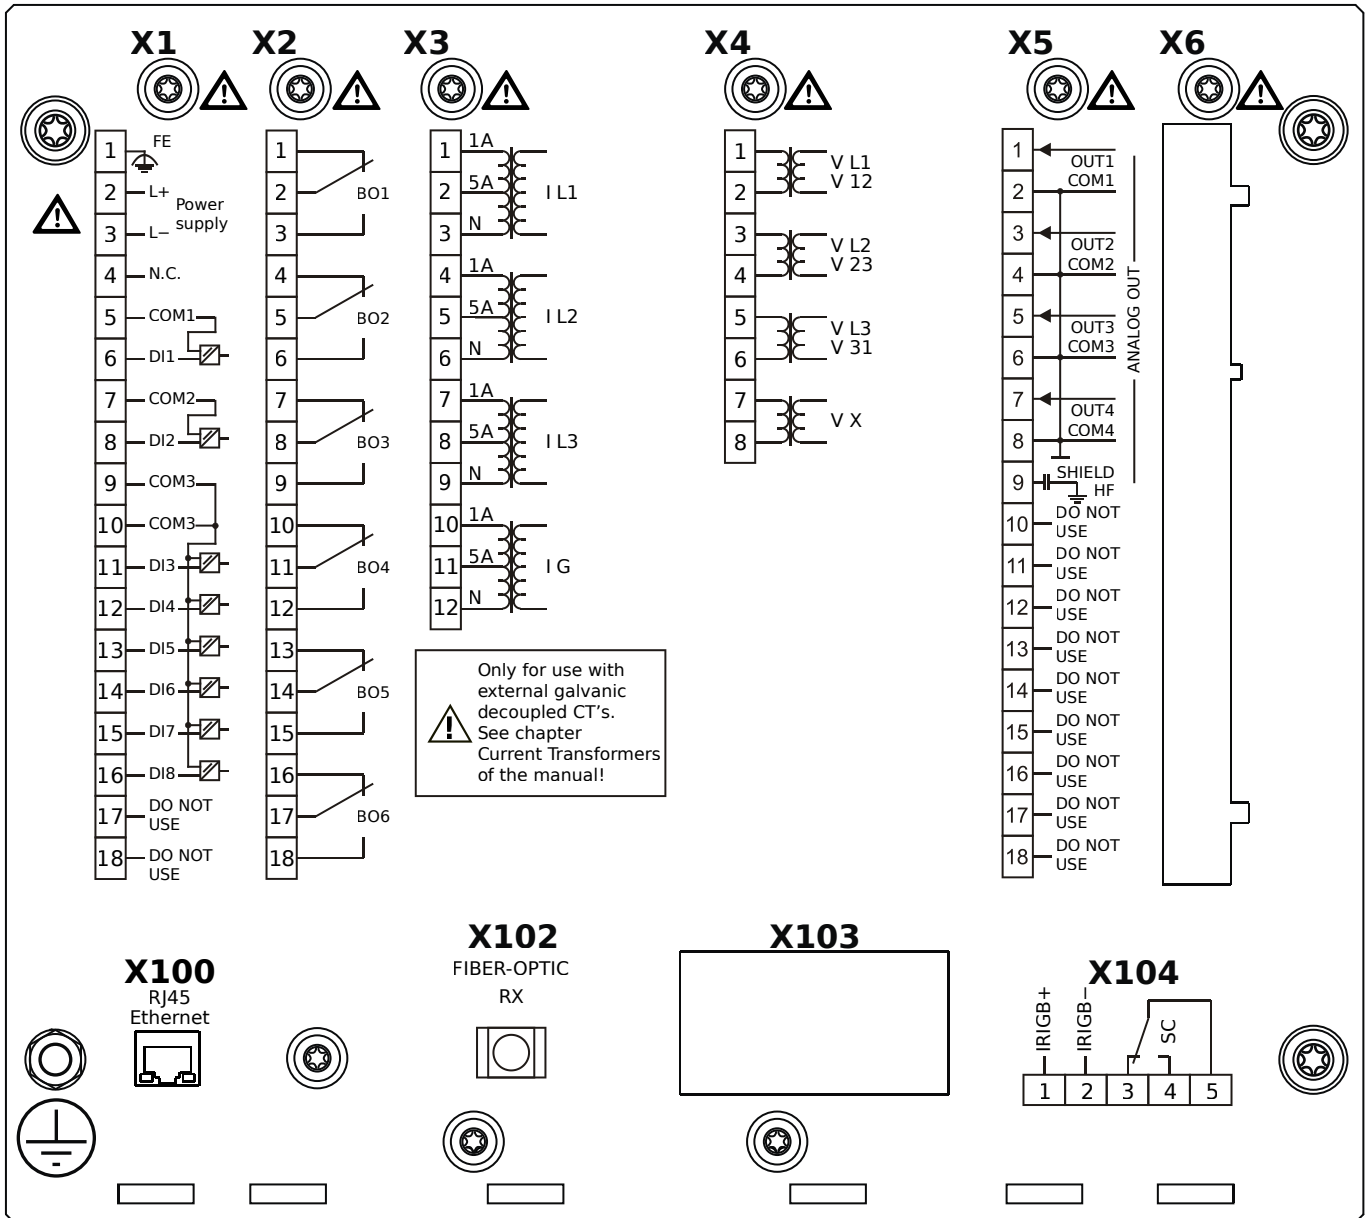 X1
X2
X3
X4
X5
X6
1 FE
2 L+
Power
supply
3 L−
4 N.C.
5 COM1
6 DI1
7 COM2
8 DI2
9 COM3
10 COM3
11 DI3
12 DI4
13 DI5
14 DI6
15 DI7
16 DI8
17 DO NOT
USE
18 DO NOT
USE
1
2 BO1
3
4
5 BO2
6
7
8 BO3
9
10
11 BO4
12
13
14 BO5
15
16
17 BO6
18
1 1A
2 5A I L1
3 N
4 1A
5 5A I L2
6 N
7 1A
8 5A I L3
9 N
10 1A
11 5A I G
12 N
Only for use with
external galvanic
decoupled CT's.
See chapter
Current Transformers
of the manual!
1 V L1
2 V 12
3 V L2
4 V 23
5 V L3
6 V 31
7 V X
8
1 OUT1
2 COM1
3 OUT2
4 COM2
5 OUT3
6 COM3
7 OUT4
8 COM4
ANALOG OUT
9 SHIELD
HF
10 DO NOT
USE
11 DO NOT
USE
12 DO NOT
USE
13 DO NOT
USE
14 DO NOT
USE
15 DO NOT
USE
16 DO NOT
USE
17 DO NOT
USE
18 DO NOT
USE
X100
RJ45
Ethernet
X102
FIBER-OPTIC
RX
X103
X104
IRIGB+
IRIGB−
SC
1 2 3 4 5